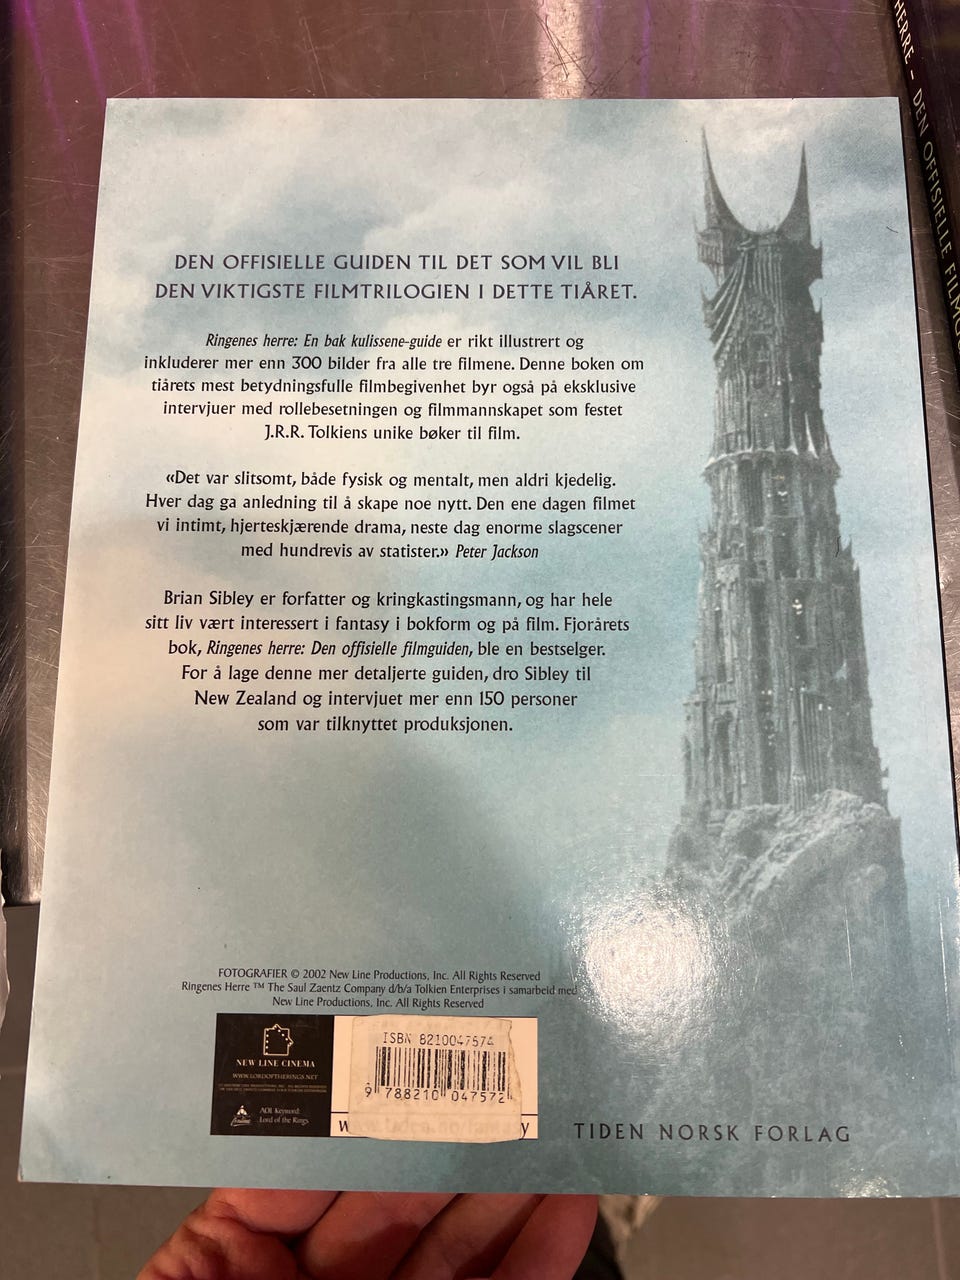 DEN OFFISIELLE GUIDEN TIL DET SOM VIL BLI
DEN VIKTIGSTE FILMTRILOGIEN I DETTE TIÅRET.
Ringenes herre: En bak kulissene-guide er rikt illustrert og
inkluderer mer enn 300 bilder fra alle tre filmene. Denne boken om
tiårets mest betydningsfulle filmbegivenhet byr også på eksklusive
intervjuer med rollebesetningen og filmmannskapet som festet
J.R.R. Tolkiens unike bøker til film.
«Det var slitsomt, både fysisk og mentalt, men aldri kjedelig.
Hver dag ga anledning til å skape noe nytt. Den ene dagen filmet
vi intimt, hjerteskjærende drama, neste dag enorme slagscener
med hundrevis av statister.» Peter Jackson
Brian Sibley er forfatter og kringkastingsmann, og har hele
sitt liv vært interessert i fantasy i bokform og på film. Fjorårets
bok, Ringenes herre: Den offisielle filmguiden, ble en bestselger.
For å lage denne mer detaljerte guiden, dro Sibley til
New Zealand og intervjuet mer enn 150 personer
som var tilknyttet produksjonen.
FOTOGRAFIER © 2002 New Line Productions, Inc. All Rights Reserved
Ringenes Herre ™ The Saul Zaentz Company d/b/a Tolkien Enterprises i samarbeid med
New Line Productions, Inc. All Rights Reserved
NEW LINE CINEMA
WWW.LORDOFTHERINGS.NET
AOL Keyword:
Lord of the Rings
ISBN 8210047574
9 788210 047572
TIDEN NORSK FORLAG
HERRE – DEN OFFISIELLE